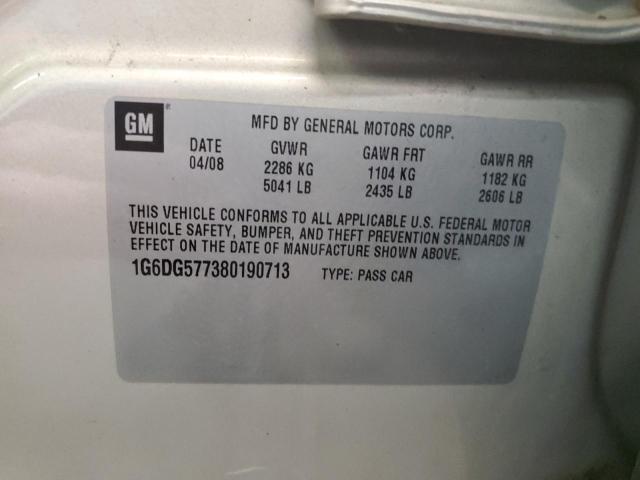 GM
MFD BY GENERAL MOTORS CORP.
DATE GVWR GAWR FRT GAWR RR
04/08 2286 KG 1104 KG 1182 KG
5041 LB 2435 LB 2606 LB
THIS VEHICLE CONFORMS TO ALL APPLICABLE U.S. FEDERAL MOTOR
VEHICLE SAFETY, BUMPER, AND THEFT PREVENTION STANDARDS IN
EFFECT ON THE DATE OF MANUFACTURE SHOWN ABOVE.
1G6DG577380190713 TYPE: PASS CAR